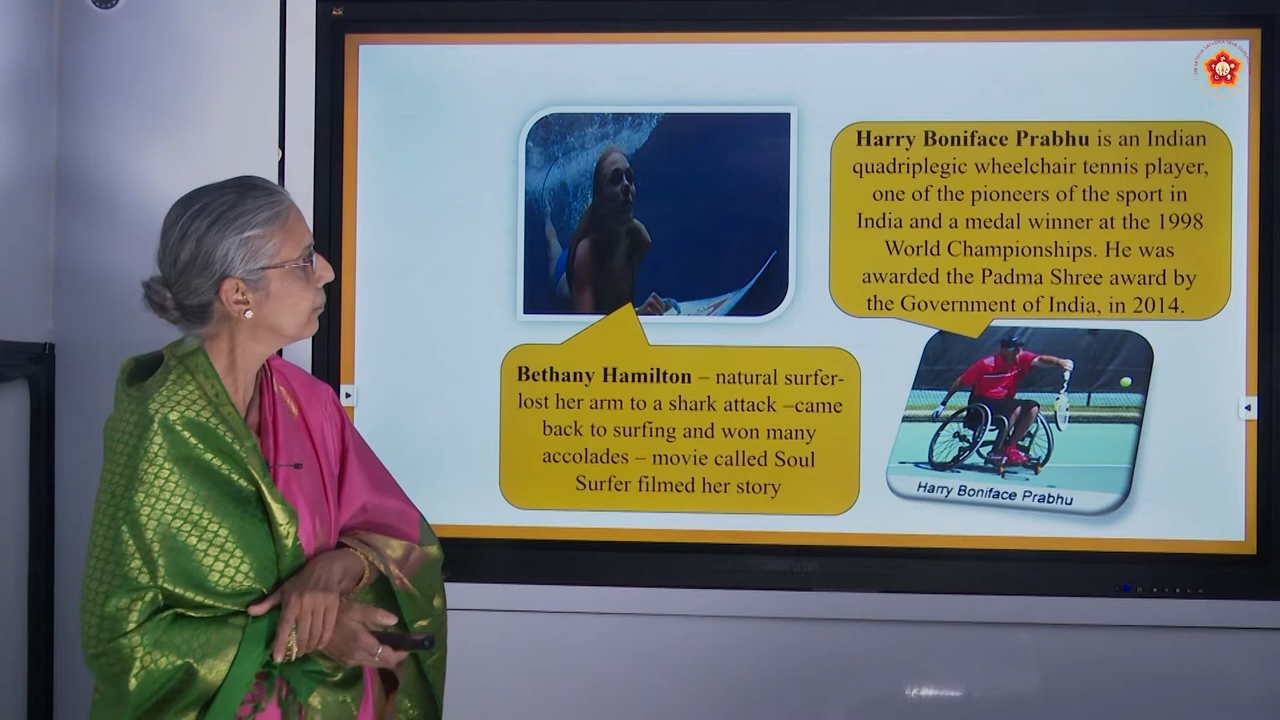 Harry Boniface Prabhu is an Indian
quadriplegic wheelchair tennis player,
one of the pioneers of the sport in
India and a medal winner at the 1998
World Championships. He was
awarded the Padma Shree award by
the Government of India, in 2014.
Bethany Hamilton – natural surfer-
lost her arm to a shark attack –came
back to surfing and won many
accolades – movie called Soul
Surfer filmed her story
Harry Boniface Prabhu